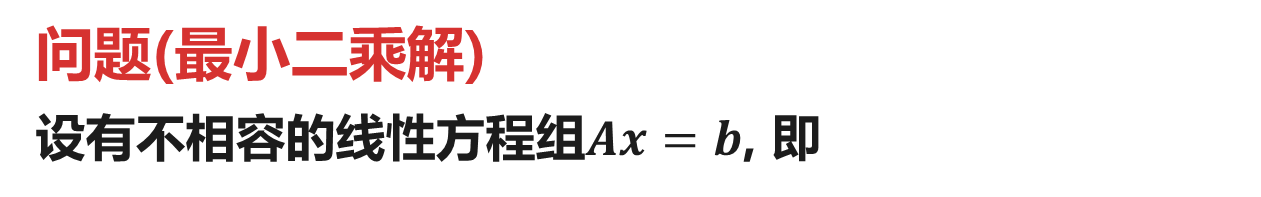 问题(最小二乘解)
设有不相容的线性方程组Ax = b, 即